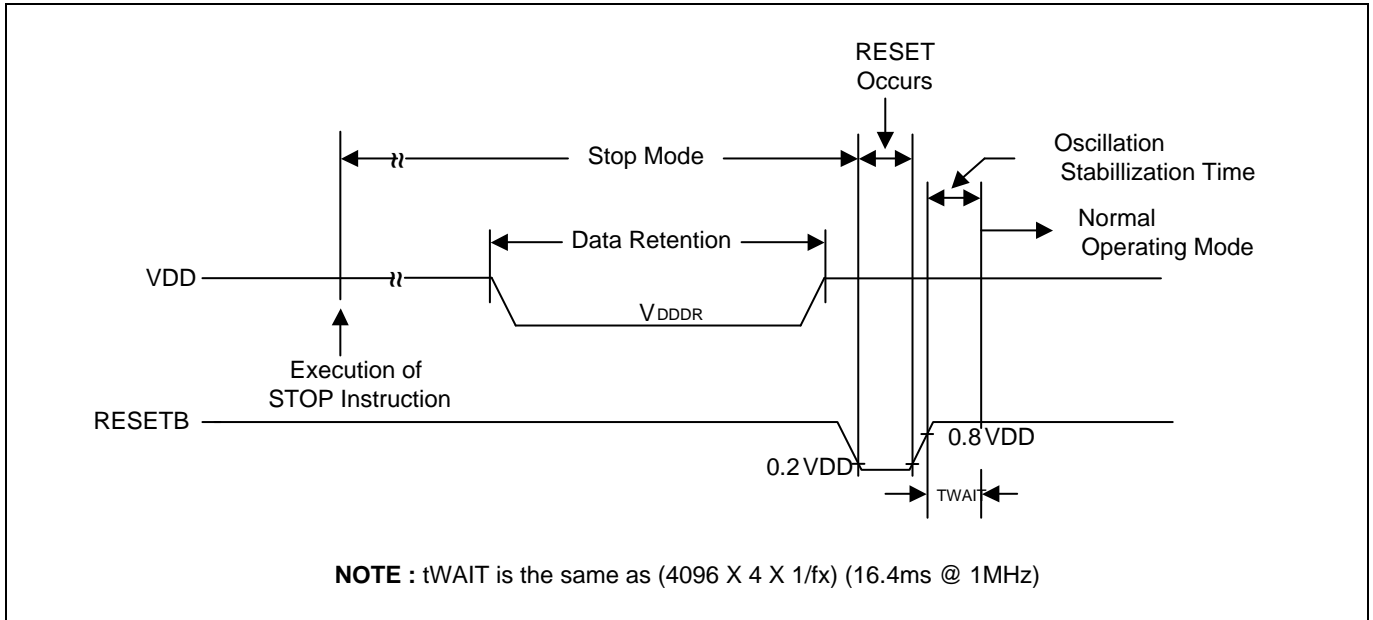 RESET
Occurs
Stop Mode
Oscillation
Stabillization Time
Normal
Operating Mode
Data Retention
VDD
VDDDR
Execution of
STOP Instruction
RESETB
0.8 VDD
0.2 VDD
TWAIT
NOTE : tWAIT is the same as (4096 X 4 X 1/fx) (16.4ms @ 1MHz)